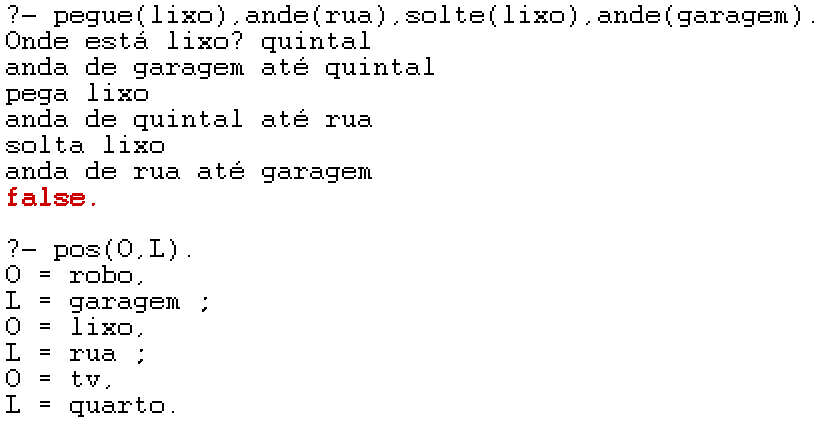 ?- pegue(lixo),ande(rua),solte(lixo),ande(garagem).
Onde está lixo? quintal
anda de garagem até quintal
pega lixo
anda de quintal até rua
solta lixo
anda de rua até garagem
false.

?- pos(O,L).
O = robo,
L = garagem ;
O = lixo,
L = rua ;
O = tv,
L = quarto.